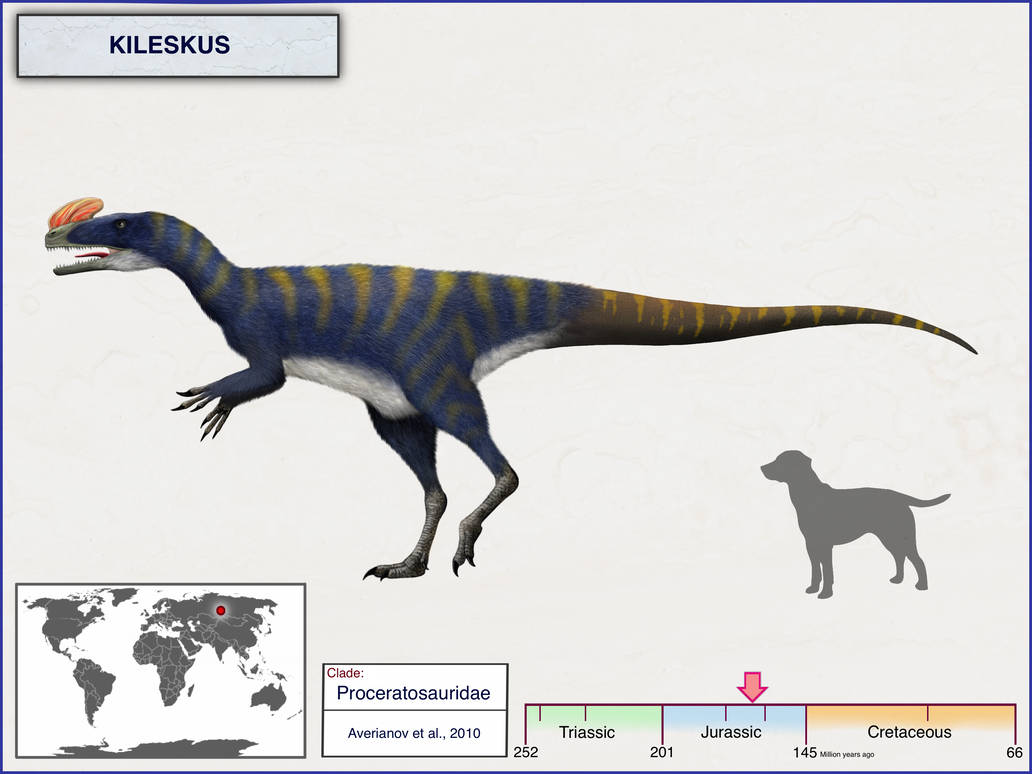 KILESKUS
Clade:
Proceratosauridae
Averianov et al., 2010
Triassic
Jurassic
Cretaceous
252
201
145 Million years ago
66